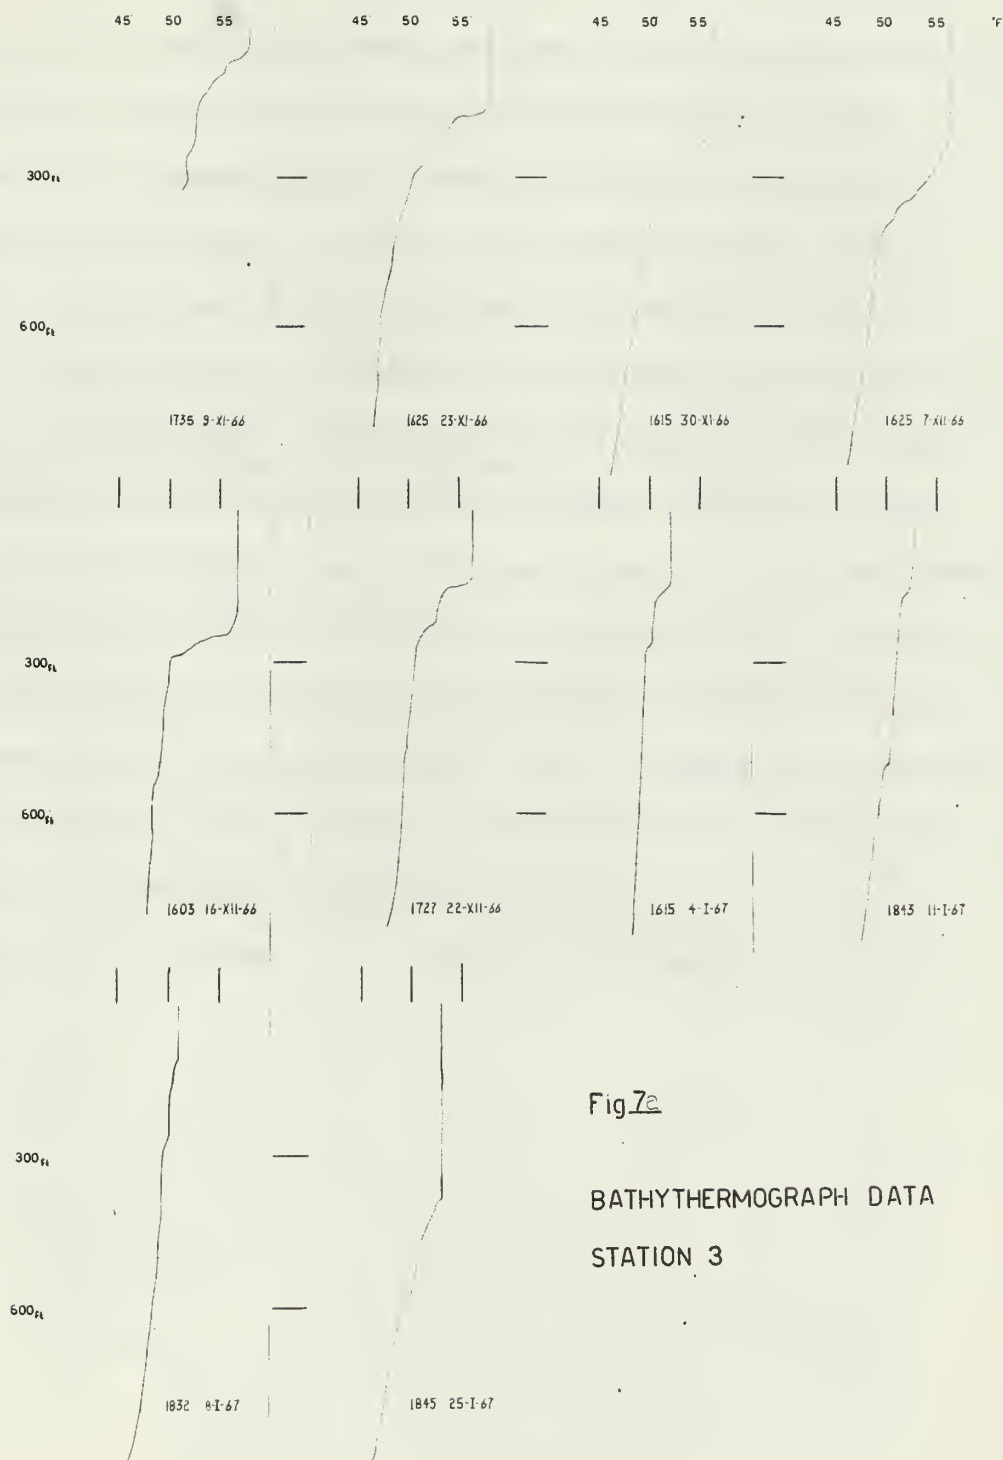 45 50 55 45 50 55 45 50 55 45 50 55 °F
300ft
600ft
1735 9-XI-66 1625 23-XI-66 1615 30-XI-66 1625 7-XII-66
300ft
600ft
1603 16-XII-66 1727 22-XII-66 1615 4-I-67 1843 11-I-67
300ft
600ft
1832 8-I-67 1845 25-I-67
Fig 7a
BATHYTHERMOGRAPH DATA
STATION 3